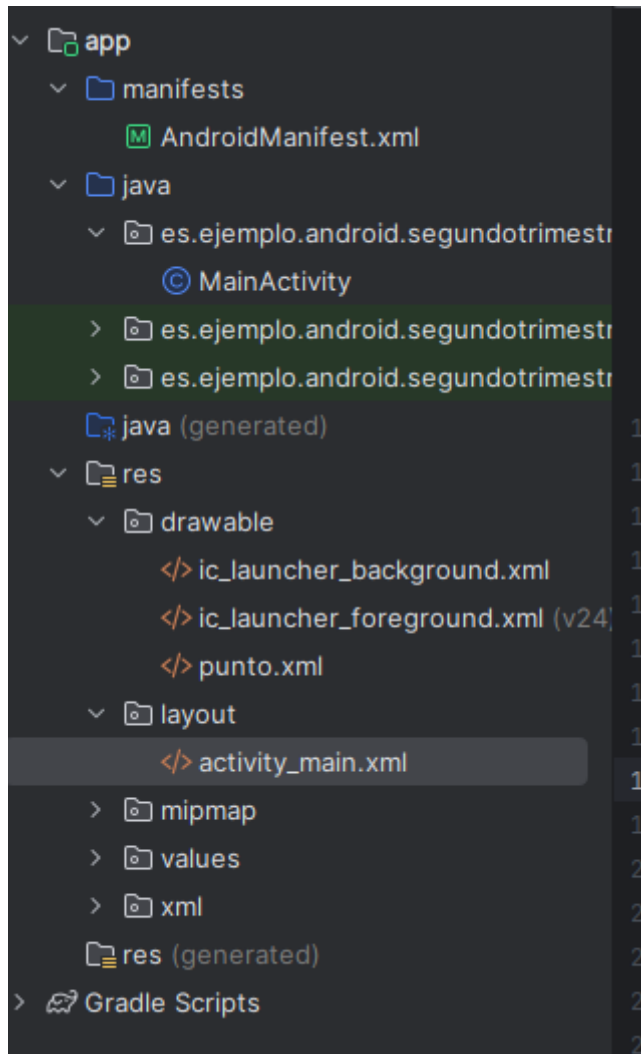 app
manifests
AndroidManifest.xml
java
es.ejemplo.android.segundotrimestr
MainActivity
es.ejemplo.android.segundotrimestr
es.ejemplo.android.segundotrimestr
java (generated)
res
drawable
ic_launcher_background.xml
ic_launcher_foreground.xml (v24)
punto.xml
layout
activity_main.xml
mipmap
values
xml
res (generated)
Gradle Scripts